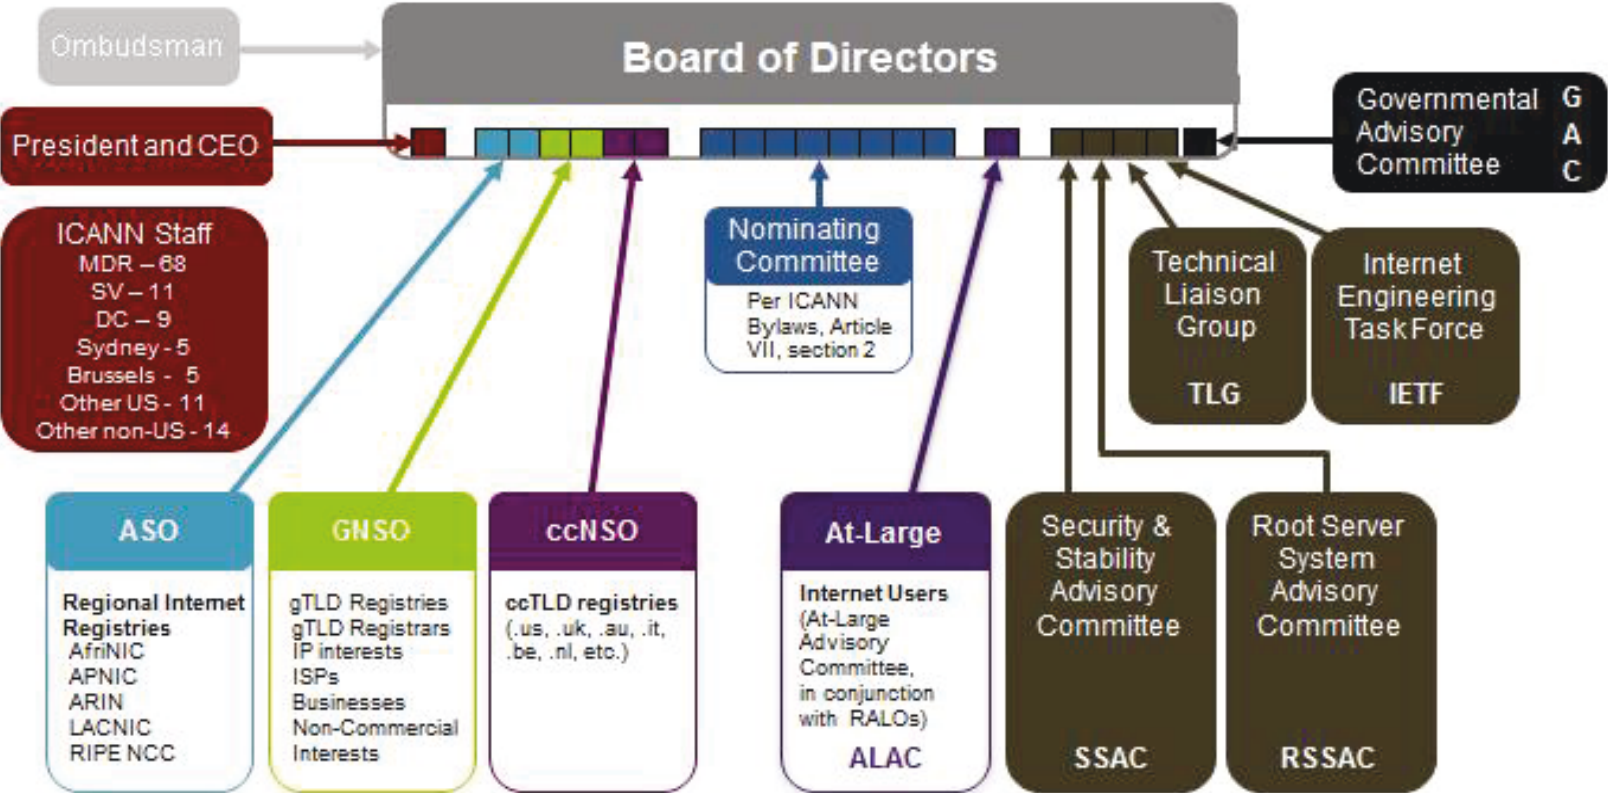 Ombudsman
Board of Directors
President and CEO
Governmental
Advisory
Committee
G
A
C
ICANN Staff
MDR – 68
SV – 11
DC – 9
Sydney - 5
Brussels - 5
Other US - 11
Other non-US - 14
Nominating
Committee
Per ICANN
Bylaws, Article
VII, section 2
Technical
Liaison
Group
TLG
Internet
Engineering
Task Force
IETF
ASO
Regional Internet
Registries
AfriNIC
APNIC
ARIN
LACNIC
RIPE NCC
GNSO
gTLD Registries
gTLD Registrars
IP interests
ISPs
Businesses
Non-Commercial
Interests
ccNSO
ccTLD registries
(.us, .uk, .au, .it,
.be, .nl, etc.)
At-Large
Internet Users
(At-Large
Advisory
Committee,
in conjunction
with RALOs)
ALAC
Security &
Stability
Advisory
Committee
SSAC
Root Server
System
Advisory
Committee
RSSAC